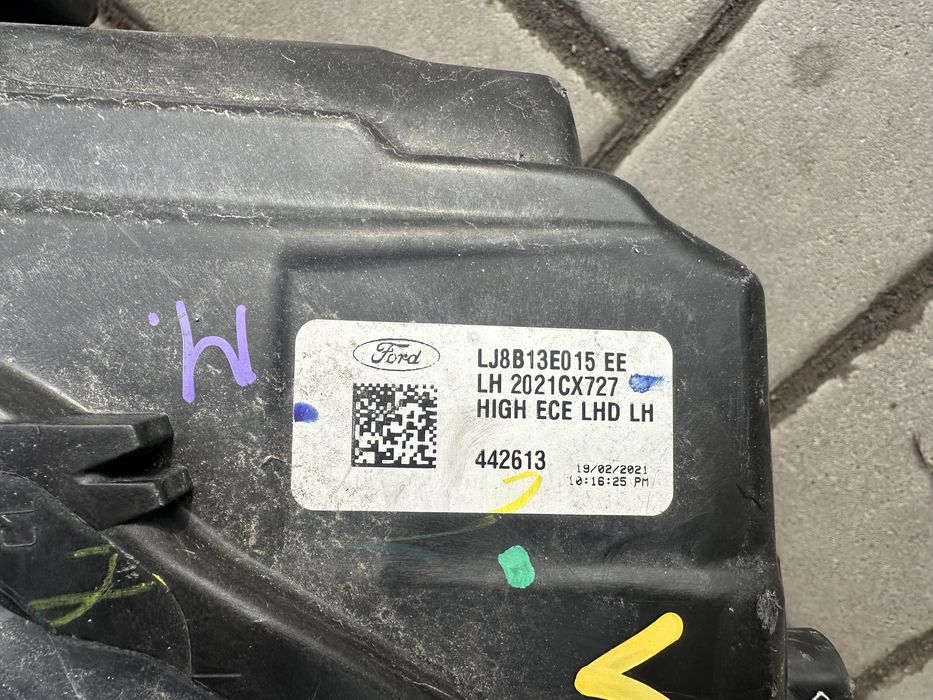 Ford
LJ8B13E015 EE
LH 2021CX727
HIGH ECE LHD LH
442613
19/02/2021
10:16:25 PM